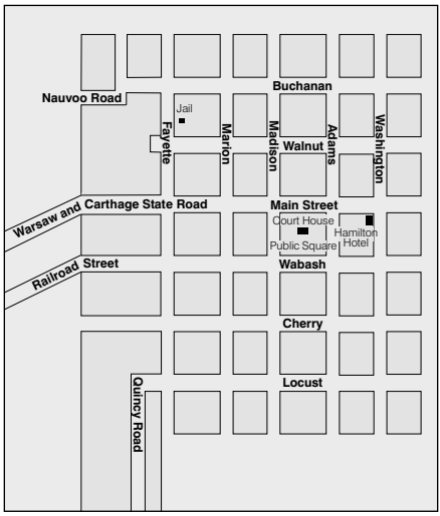 Buchanan
Nauvoo Road
Jail
Fayette
Marion
Madison
Adams
Washington
Walnut
Warsaw and Carthage State Road
Main Street
Court House
Public Square
Hamilton
Hotel
Railroad Street
Wabash
Cherry
Locust
Quincy Road